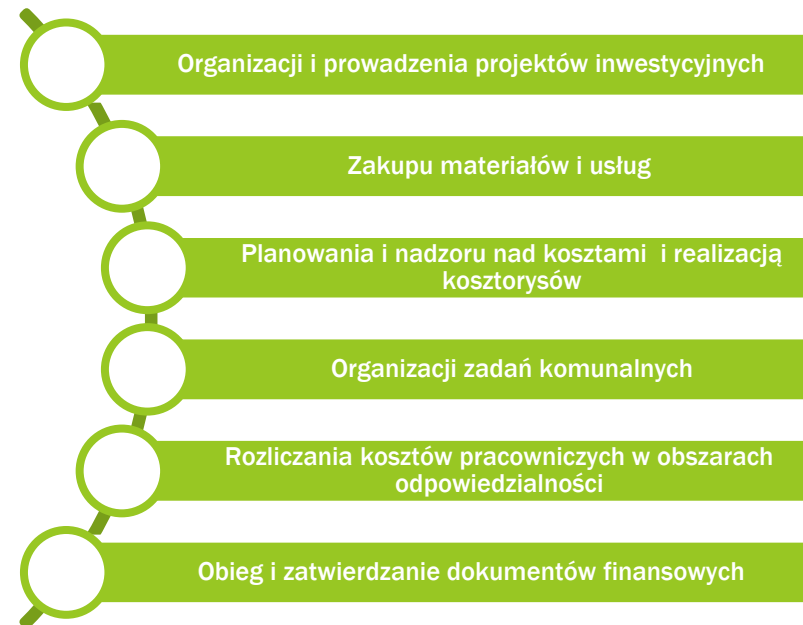 Organizacji i prowadzenia projektów inwestycyjnych
Zakupu materiałów i usług
Planowania i nadzoru nad kosztami i realizacją
kosztorysów
Organizacji zadań komunalnych
Rozliczania kosztów pracowniczych w obszarach
odpowiedzialności
Obieg i zatwierdzanie dokumentów finansowych